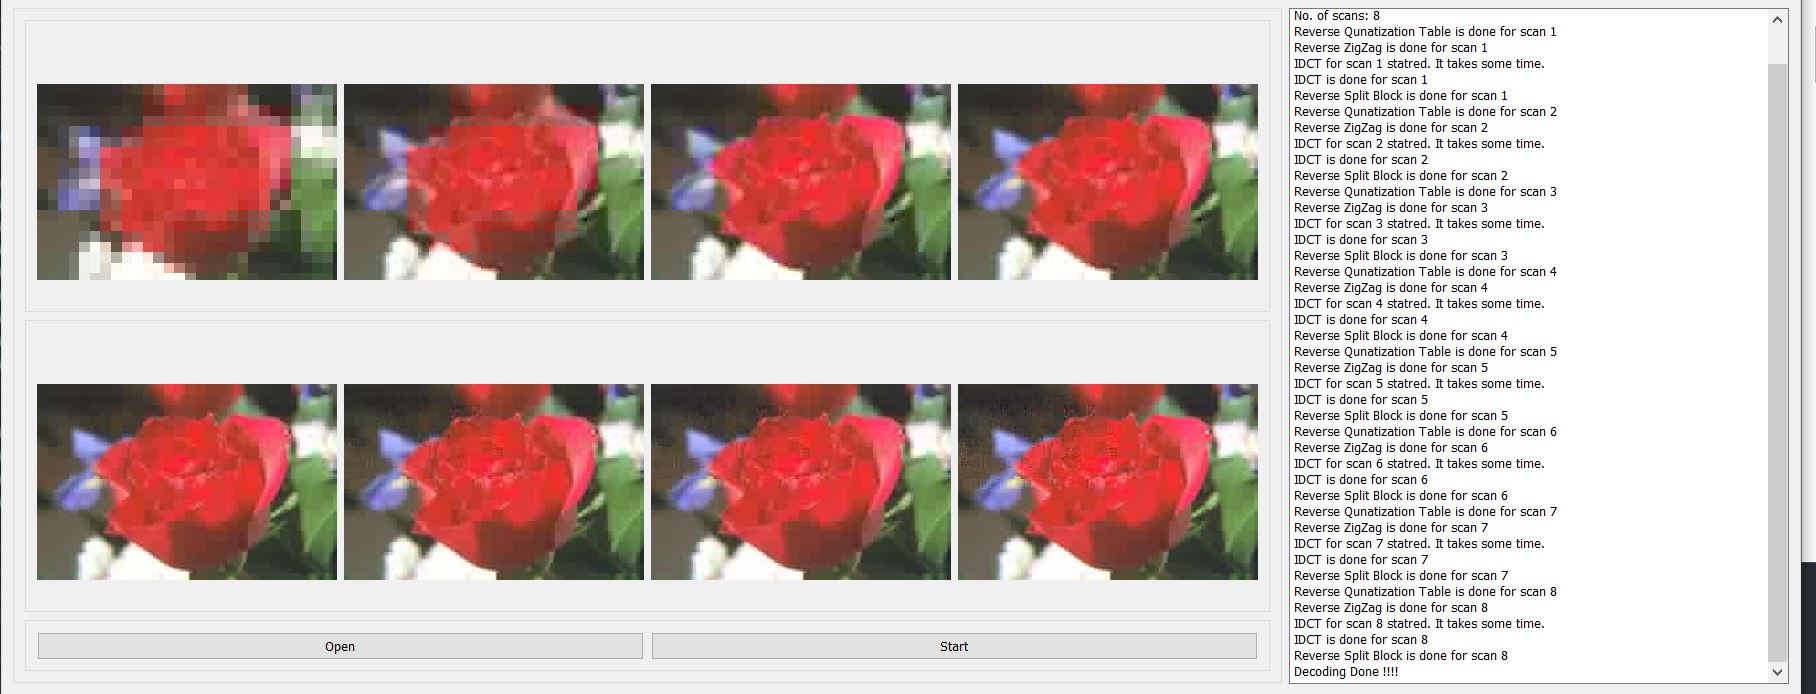 No. of scans: 8
Reverse Qunatization Table is done for scan 1
Reverse ZigZag is done for scan 1
IDCT for scan 1 statred. It takes some time.
IDCT is done for scan 1
Reverse Split Block is done for scan 1
Reverse Qunatization Table is done for scan 2
Reverse ZigZag is done for scan 2
IDCT for scan 2 statred. It takes some time.
IDCT is done for scan 2
Reverse Split Block is done for scan 2
Reverse Qunatization Table is done for scan 3
Reverse ZigZag is done for scan 3
IDCT for scan 3 statred. It takes some time.
IDCT is done for scan 3
Reverse Split Block is done for scan 3
Reverse Qunatization Table is done for scan 4
Reverse ZigZag is done for scan 4
IDCT for scan 4 statred. It takes some time.
IDCT is done for scan 4
Reverse Split Block is done for scan 4
Reverse Qunatization Table is done for scan 5
Reverse ZigZag is done for scan 5
IDCT for scan 5 statred. It takes some time.
IDCT is done for scan 5
Reverse Split Block is done for scan 5
Reverse Qunatization Table is done for scan 6
Reverse ZigZag is done for scan 6
IDCT for scan 6 statred. It takes some time.
IDCT is done for scan 6
Reverse Split Block is done for scan 6
Reverse Qunatization Table is done for scan 7
Reverse ZigZag is done for scan 7
IDCT for scan 7 statred. It takes some time.
IDCT is done for scan 7
Reverse Split Block is done for scan 7
Reverse Qunatization Table is done for scan 8
Reverse ZigZag is done for scan 8
IDCT for scan 8 statred. It takes some time.
IDCT is done for scan 8
Reverse Split Block is done for scan 8
Decoding Done !!!!
Open
Start